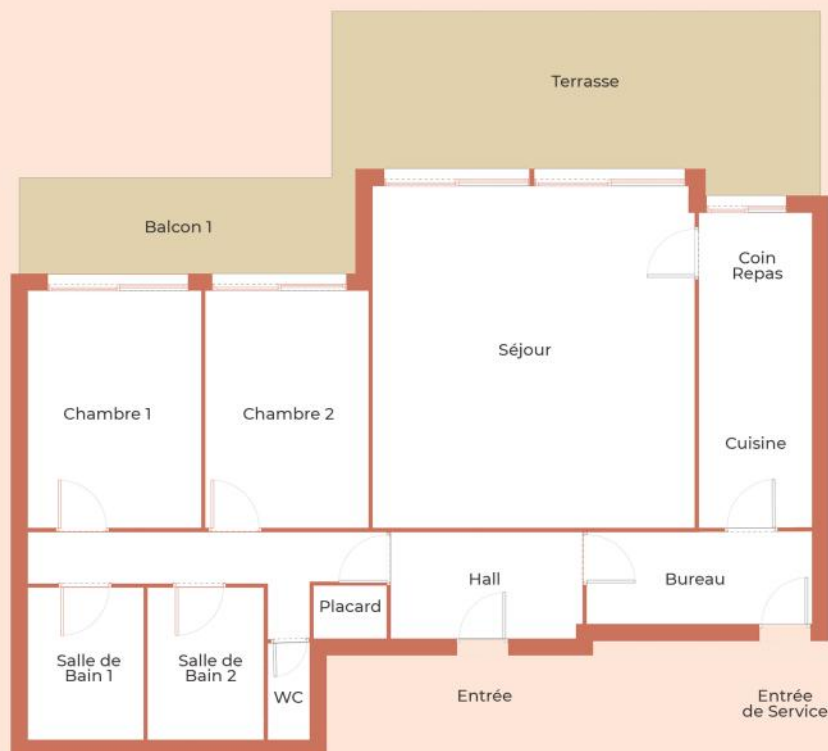 Terrasse
Balcon 1
Coin
Repas
Séjour
Chambre 1
Chambre 2
Cuisine
Hall
Bureau
Placard
Salle de
Bain 1
Salle de
Bain 2
WC
Entrée
Entrée
de Service